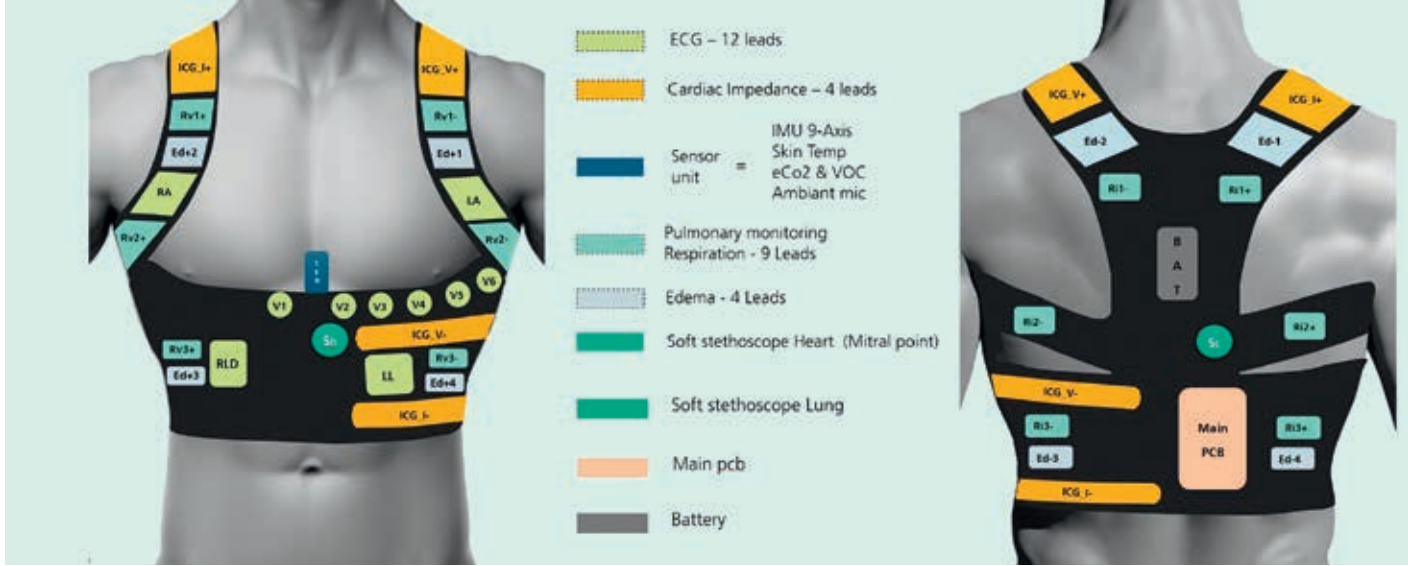 ICG_I+
ICG_V+
Rv1+
Rv1-
Ed+2
Ed+1
RA
LA
Rv2+
Rv2-
V1
V2
V3
V4
V5
V6
ICG_V-
Rv3+
RLD
LL
Rv3-
Ed+3
Ed+4
ICG_I-
ECG – 12 leads
Cardiac Impedance – 4 leads
Sensor
unit
=
IMU 9-Axis
Skin Temp
eCo2 & VOC
Ambiant mic
Pulmonary monitoring
Respiration - 9 Leads
Edema - 4 Leads
Soft stethoscope Heart (Mitral point)
Soft stethoscope Lung
Main pcb
Battery
ICG_V+
ICG_I+
Ed-2
Ed-1
Ri1-
Ri1+
B
A
T
Ri2-
Ri2+
ICG_V-
Ri3-
Main
PCB
Ri3+
Ed-3
Ed-4
ICG_I-